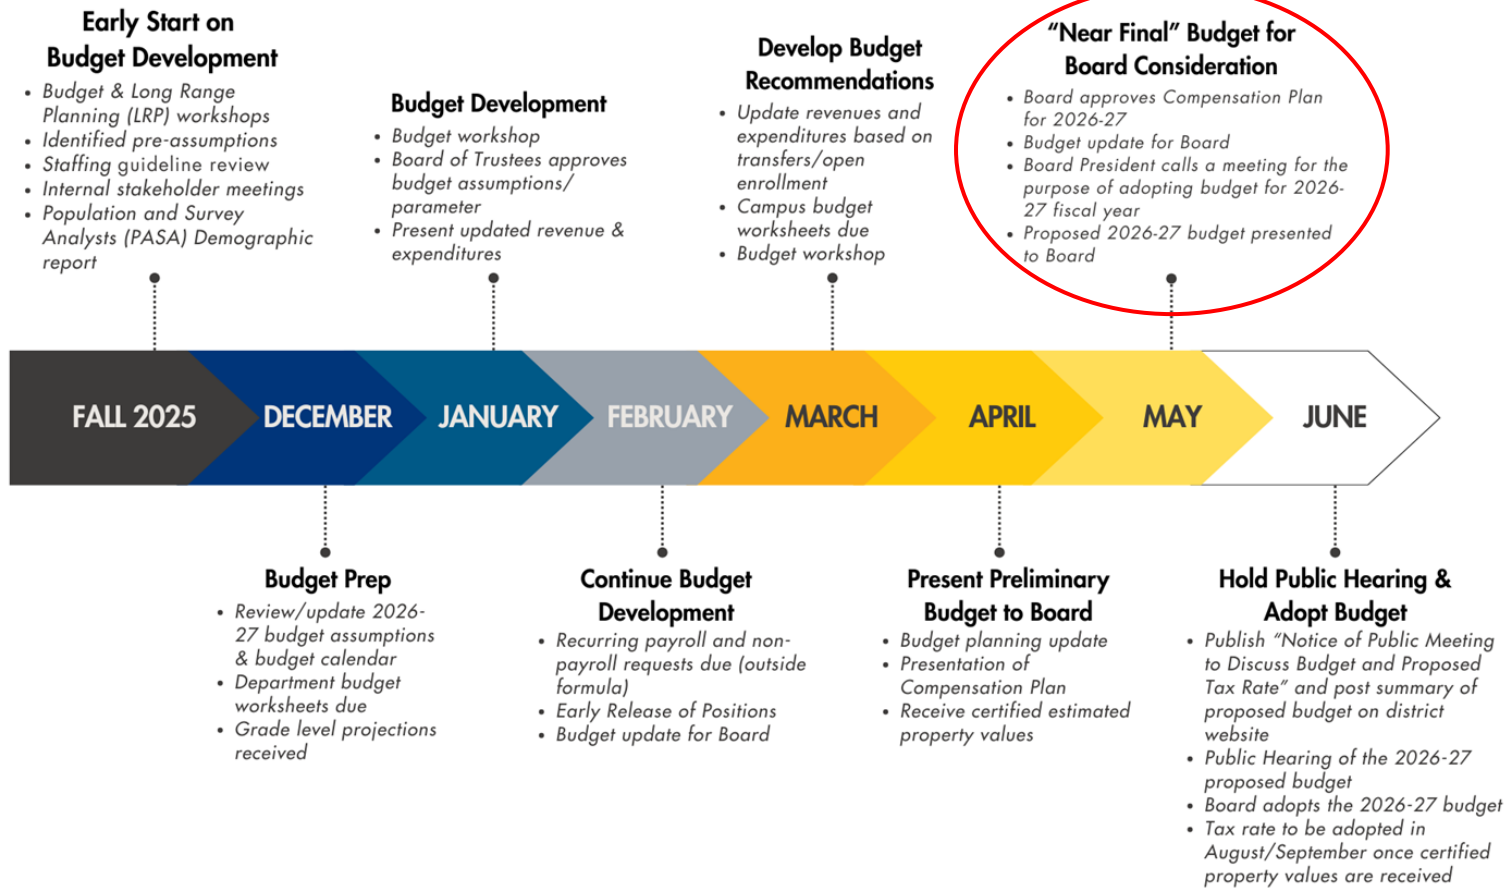 Early Start on
Budget Development
• Budget & Long Range
Planning (LRP) workshops
• Identified pre-assumptions
• Staffing guideline review
• Internal stakeholder meetings
• Population and Survey
Analysts (PASA) Demographic
report
Budget Development
• Budget workshop
• Board of Trustees approves
budget assumptions/
parameter
• Present updated revenue &
expenditures
Develop Budget
Recommendations
• Update revenues and
expenditures based on
transfers/open
enrollment
• Campus budget
worksheets due
• Budget workshop
“Near Final” Budget for
Board Consideration
• Board approves Compensation Plan
for 2026-27
• Budget update for Board
• Board President calls a meeting for the
purpose of adopting budget for 2026-
27 fiscal year
• Proposed 2026-27 budget presented
to Board
FALL 2025
DECEMBER
JANUARY
FEBRUARY
MARCH
APRIL
MAY
JUNE
Budget Prep
• Review/update 2026-
27 budget assumptions
& budget calendar
• Department budget
worksheets due
• Grade level projections
received
Continue Budget
Development
• Recurring payroll and non-
payroll requests due (outside
formula)
• Early Release of Positions
• Budget update for Board
Present Preliminary
Budget to Board
• Budget planning update
• Presentation of
Compensation Plan
• Receive certified estimated
property values
Hold Public Hearing &
Adopt Budget
• Publish “Notice of Public Meeting
to Discuss Budget and Proposed
Tax Rate” and post summary of
proposed budget on district
website
• Public Hearing of the 2026-27
proposed budget
• Board adopts the 2026-27 budget
• Tax rate to be adopted in
August/September once certified
property values are received